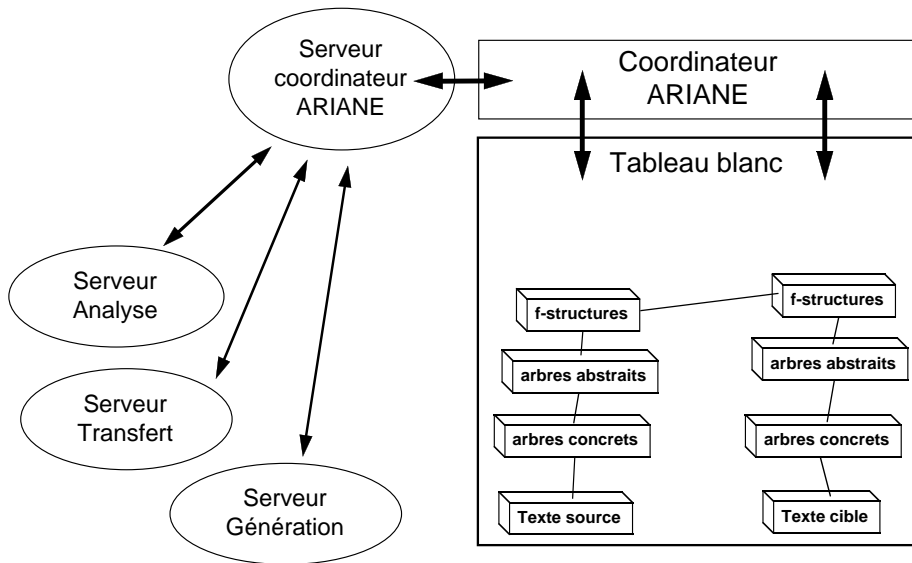 Serveur
coordinateur
ARIANE
Coordinateur
ARIANE
Tableau blanc
Serveur
Analyse
Serveur
Transfert
Serveur
Génération
f-structures
f-structures
arbres abstraits
arbres abstraits
arbres concrets
arbres concrets
Texte source
Texte cible